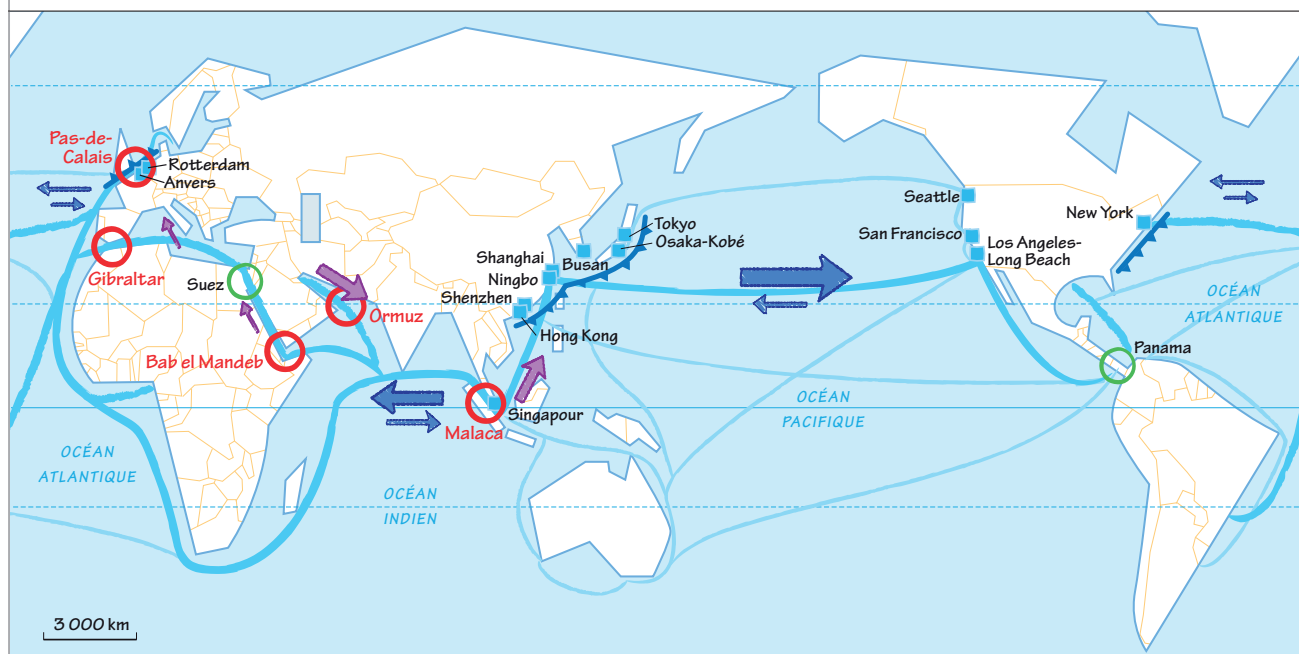 Pas-de-
Calais
Rotterdam
Anvers
Gibraltar
Suez
Ormuz
Bab el Mandeb
Malaca
Singapour
Shanghai
Ningbo
Shenzhen
Hong Kong
Busan
Tokyo
Osaka-Kobé
Seattle
San Francisco
Los Angeles-
Long Beach
New York
Panama
OCÉAN
ATLANTIQUE
OCÉAN
INDIEN
OCÉAN
PACIFIQUE
OCÉAN
ATLANTIQUE
3 000 km